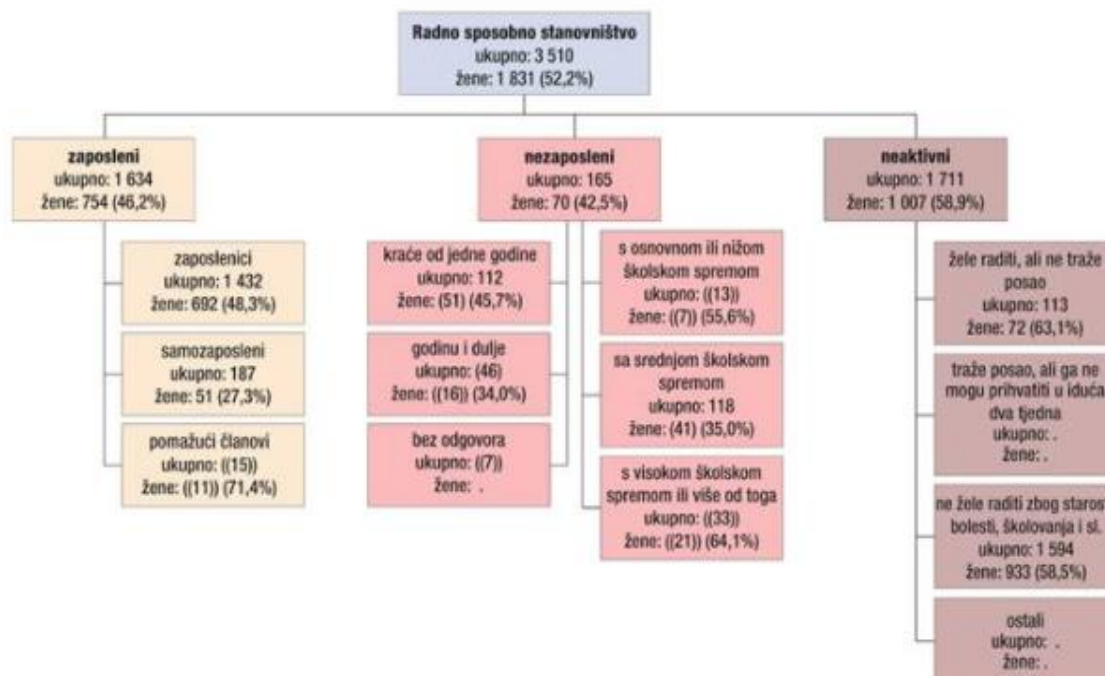 Radno sposobno stanovništvo
ukupno: 3 510
žene: 1 831 (52,2%)
zaposleni
ukupno: 1 634
žene: 754 (46,2%)
zaposlenici
ukupno: 1 432
žene: 692 (48,3%)
samozaposleni
ukupno: 187
žene: 51 (27,3%)
pomažući članovi
ukupno: ((15))
žene: ((11)) (71,4%)
nezaposleni
ukupno: 165
žene: 70 (42,5%)
kraće od jedne godine
ukupno: 112
žene: (51) (45,7%)
godinu i dulje
ukupno: (46)
žene: ((16)) (34,0%)
bez odgovora
ukupno: ((7))
žene: .
s osnovnom ili nižom
školskom spremom
ukupno: ((13))
žene: ((7)) (55,6%)
sa srednjom školskom
spremom
ukupno: 118
žene: (41) (35,0%)
s visokom školskom
spremom ili više od toga
ukupno: ((33))
žene: ((21)) (64,1%)
neaktivni
ukupno: 1 711
žene: 1 007 (58,9%)
žele raditi, ali ne traže
posao
ukupno: 113
žene: 72 (63,1%)
traže posao, ali ga ne
mogu prihvatiti u iduća
dva tjedna
ukupno: .
žene: .
ne žele raditi zbog starost
bolesti, školovanja i sl.
ukupno: 1 594
žene: 933 (58,5%)
ostali
ukupno: .
žene: .